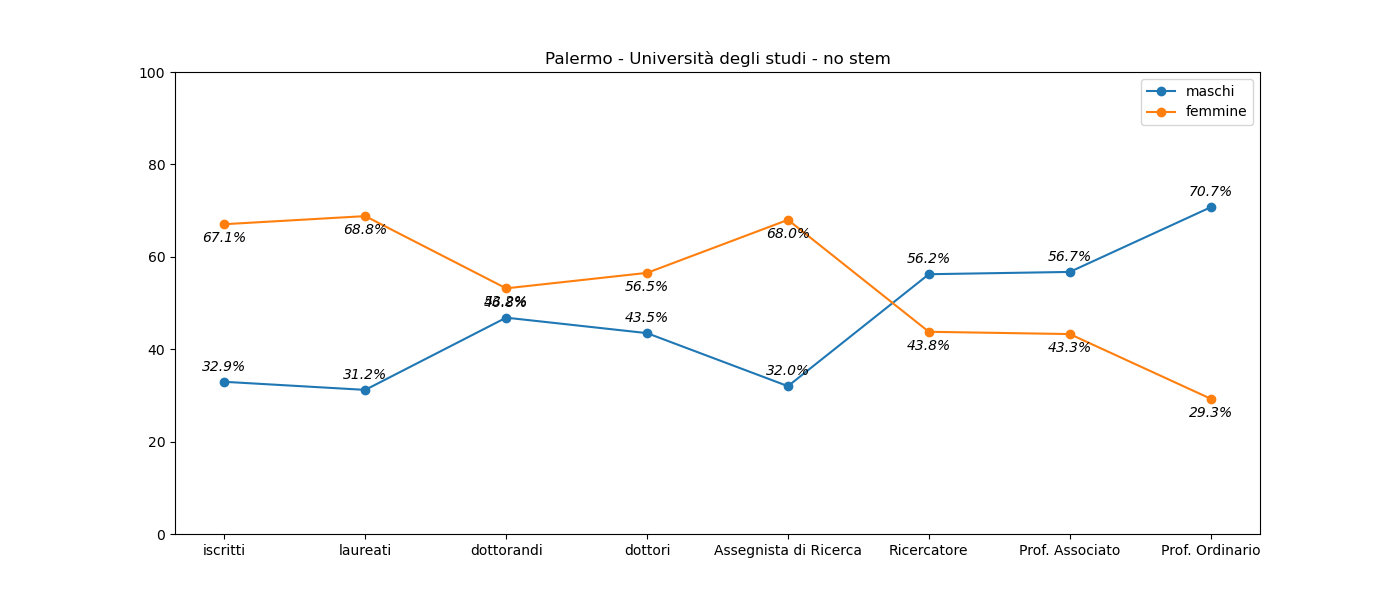 Palermo - Università degli studi - no stem
100
80
60
40
20
0
maschi
femmine
67.1%
68.8%
56.5%
68.0%
43.8%
43.3%
29.3%
32.9%
31.2%
43.5%
32.0%
56.2%
56.7%
70.7%
iscritti
laureati
dottorandi
dottori
Assegnista di Ricerca
Ricercatore
Prof. Associato
Prof. Ordinario